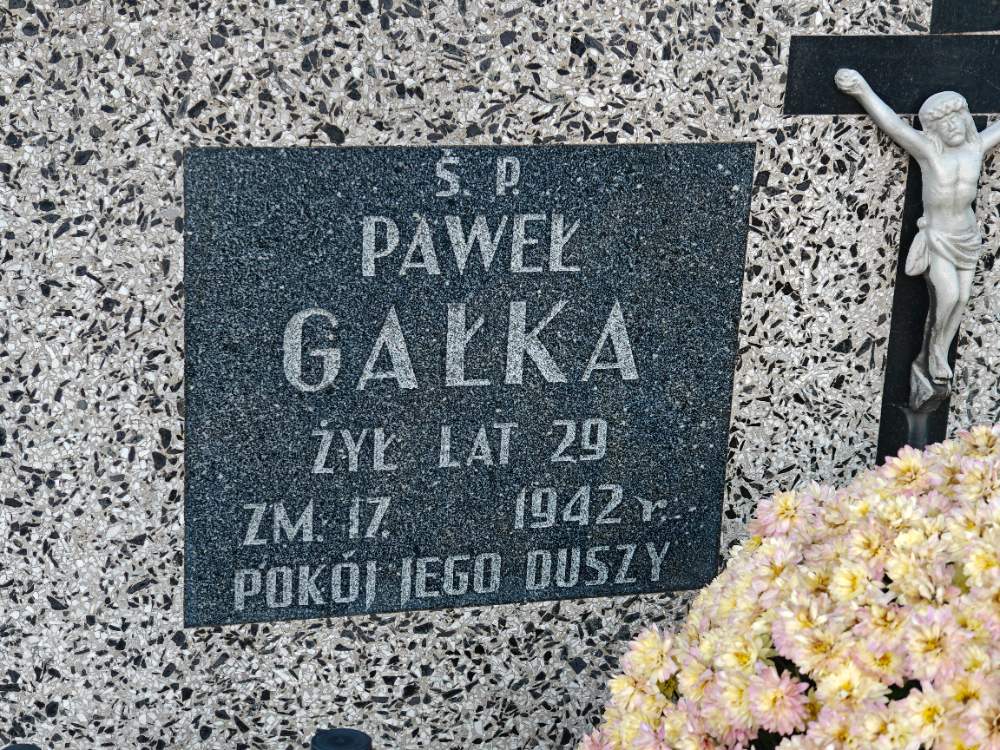 Ś. P.
PAWEŁ
GAŁKA
ŻYŁ LAT 29
ZM. 17. 1942 r.
POKÓJ JEGO DUSZY